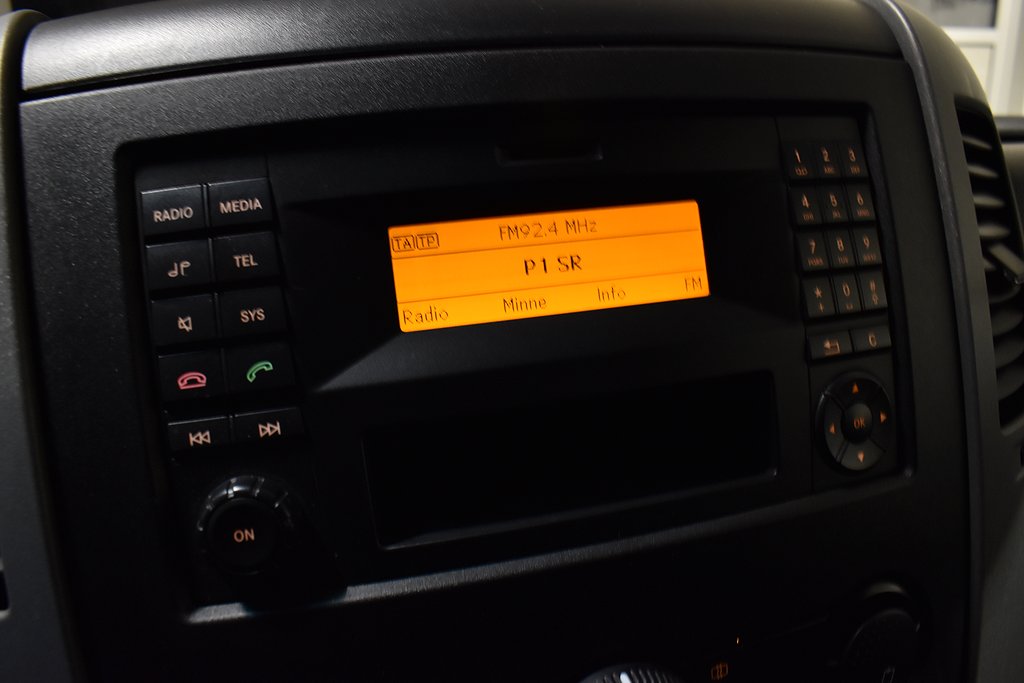 RADIO MEDIA
TEL
SYS
ON
TA TP FM92.4 MHz
P1 SR
Radio Minne Info FM
1 2 3
4 5 6
7 8 9
* 0 #
C
OK